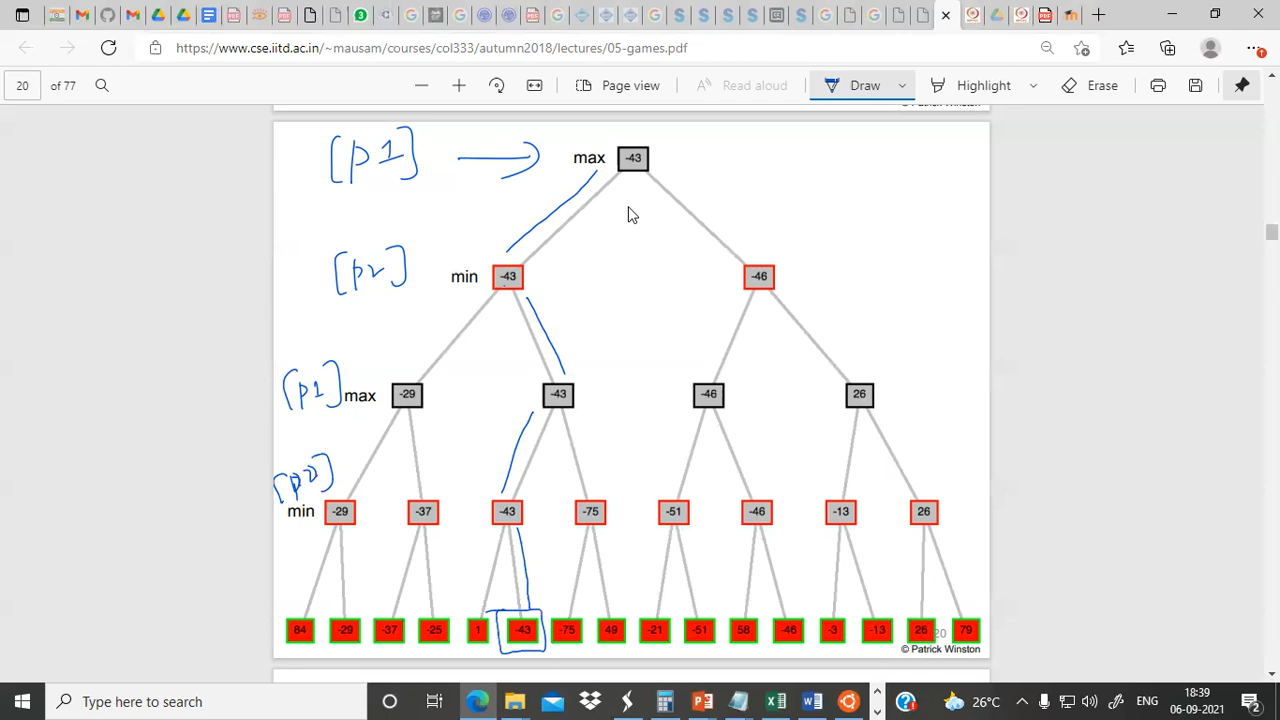 https://www.cse.iitd.ac.in/~mausam/courses/col333/autumn2018/lectures/05-games.pdf
20 of 77
Page view
Read aloud
Draw
Highlight
Erase
© Patrick Winston
[p1]
max -43
[p2]
min -43 -46
[p1] max -29 -43 -46 26
[p2]
min -29 -37 -43 -75 -51 -46 -13 26
84 -29 -37 -25 1 -43 -75 49 -21 -51 58 -46 -3 -13 26 20 79
© Patrick Winston
Type here to search
26°C
ENG
18:39
06-09-2021
2